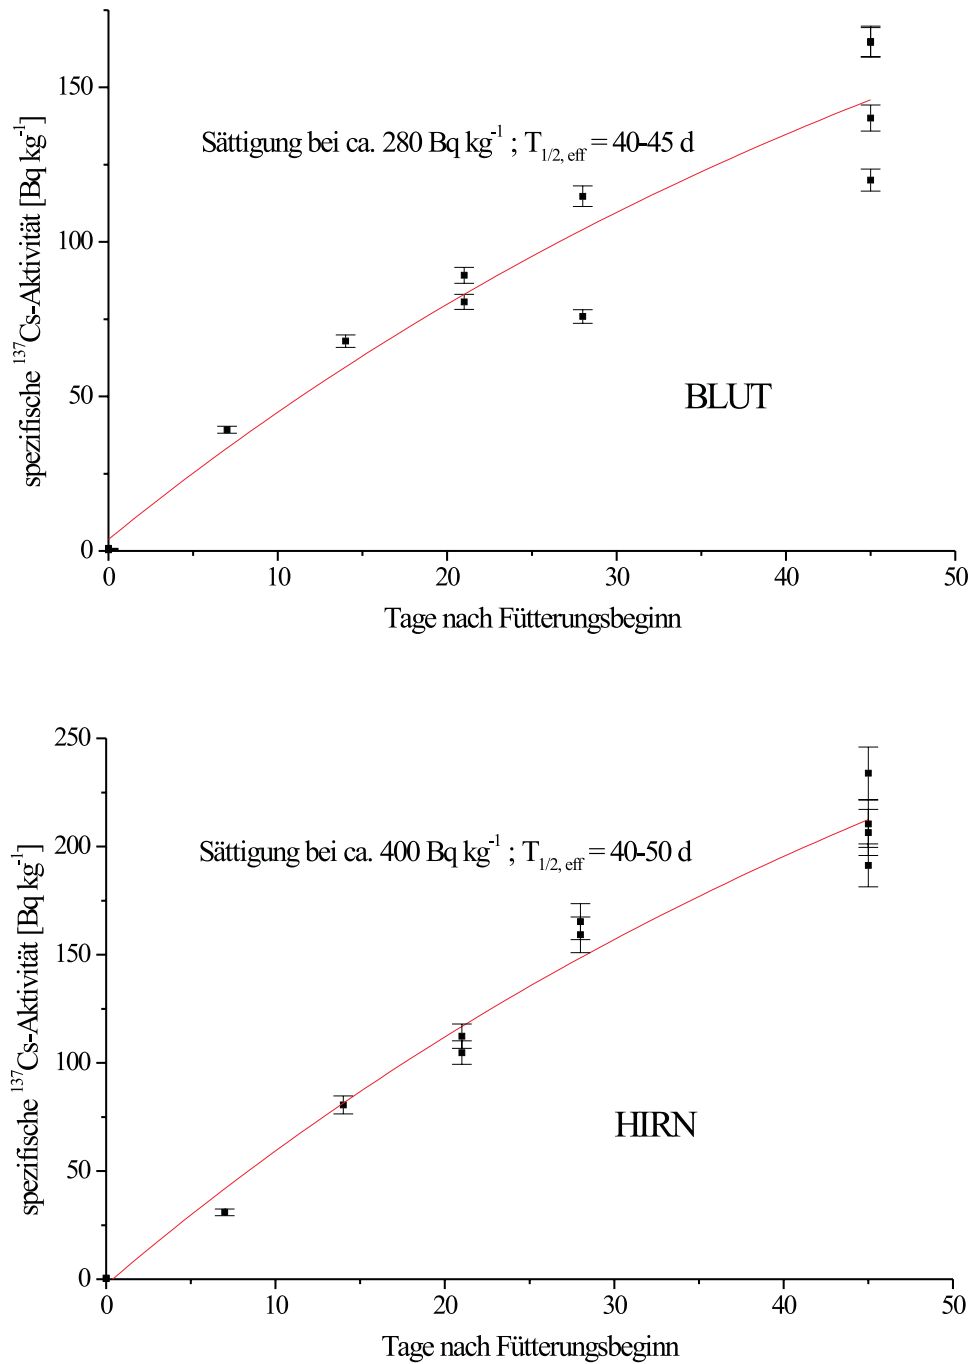 150
100
50
0
spezifische ¹³⁷Cs-Aktivität [Bq kg⁻¹]
Sättigung bei ca. 280 Bq kg⁻¹ ; T1/2, eff = 40-45 d
BLUT
0 10 20 30 40 50
Tage nach Fütterungsbeginn
250
200
150
100
50
0
spezifische ¹³⁷Cs-Aktivität [Bq kg⁻¹]
Sättigung bei ca. 400 Bq kg⁻¹ ; T1/2, eff = 40-50 d
HIRN
0 10 20 30 40 50
Tage nach Fütterungsbeginn